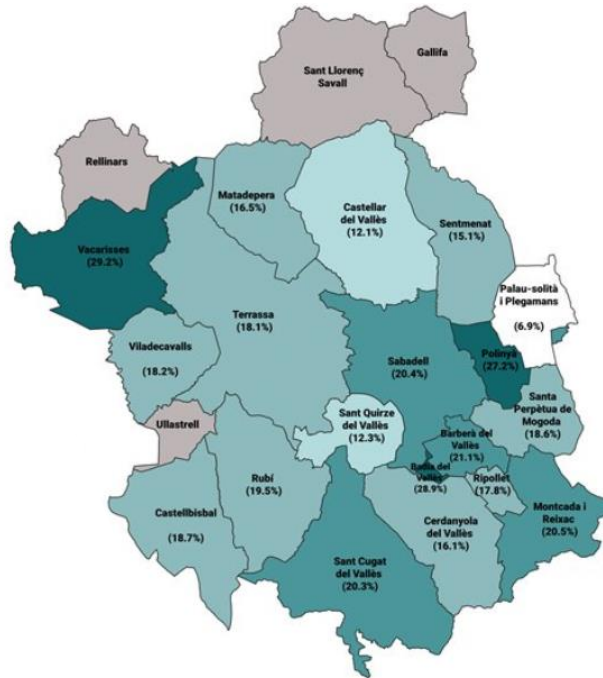 Gallifa
Sant Llorenç
Savall
Rellinars
Matadepera
(16.5%)
Castellar
del Vallès
(12.1%)
Sentmenat
(15.1%)
Vacarisses
(29.2%)
Palau-solità
i Plegamans
(6.9%)
Terrassa
(18.1%)
Viladecavalls
(18.2%)
Sabadell
(20.4%)
Polinyà
(27.2%)
Santa
Perpètua de
Mogoda
(18.6%)
Ullastrell
Sant Quirze
del Vallès
(12.3%)
Barberà del
Vallès
(21.1%)
Badia del
Vallès
(28.9%)
Ripollet
(17.8%)
Rubí
(19.5%)
Castellbisbal
(18.7%)
Cerdanyola
del Vallès
(16.1%)
Montcada i
Reixac
(20.5%)
Sant Cugat
del Vallès
(20.3%)